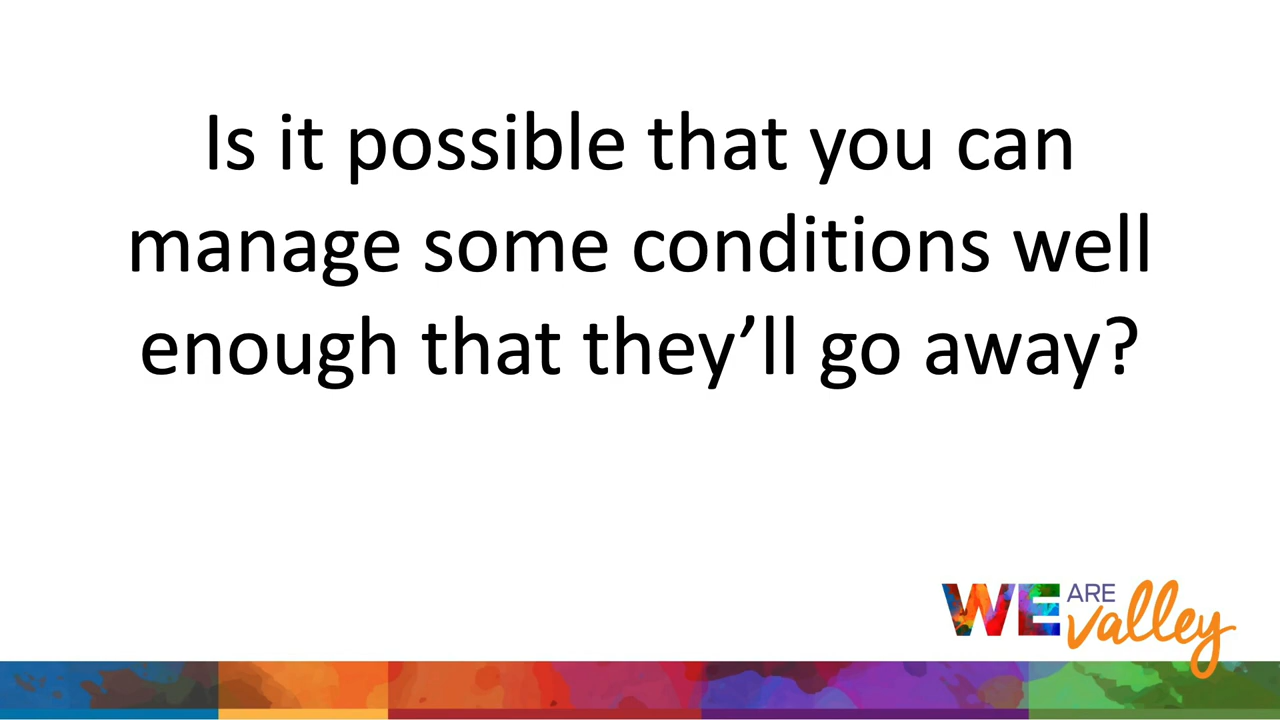 Is it possible that you can
manage some conditions well
enough that they’ll go away?
WE ARE valley